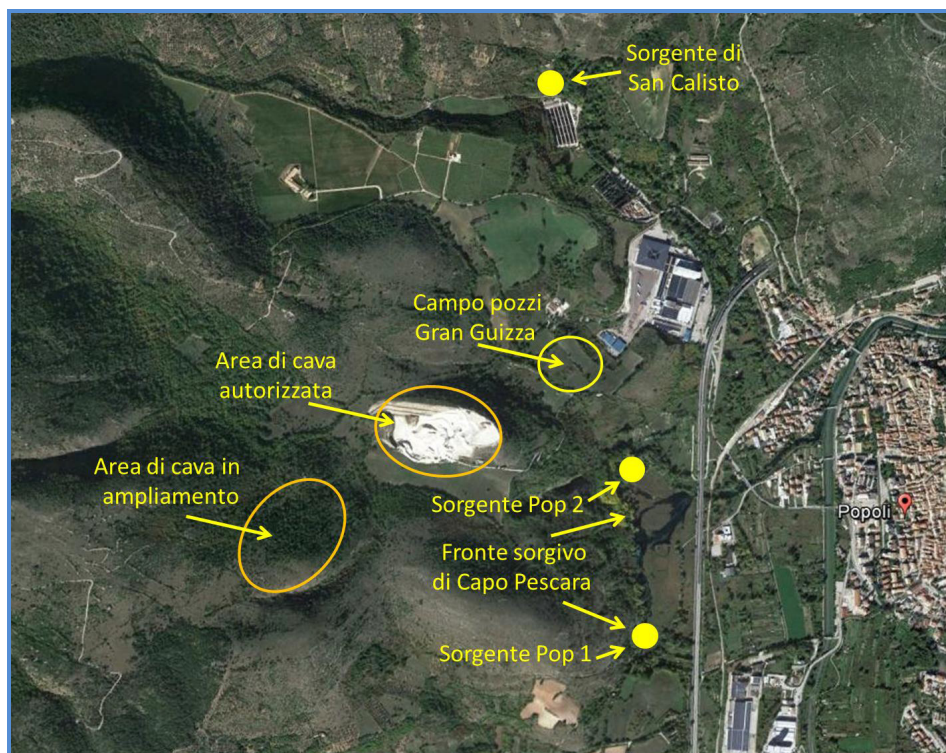 Sorgente di
San Calisto
Campo pozzi
Gran Guizza
Area di cava
autorizzata
Area di cava in
ampliamento
Sorgente Pop 2
Popoli
Fronte sorgivo
di Capo Pescara
Sorgente Pop 1